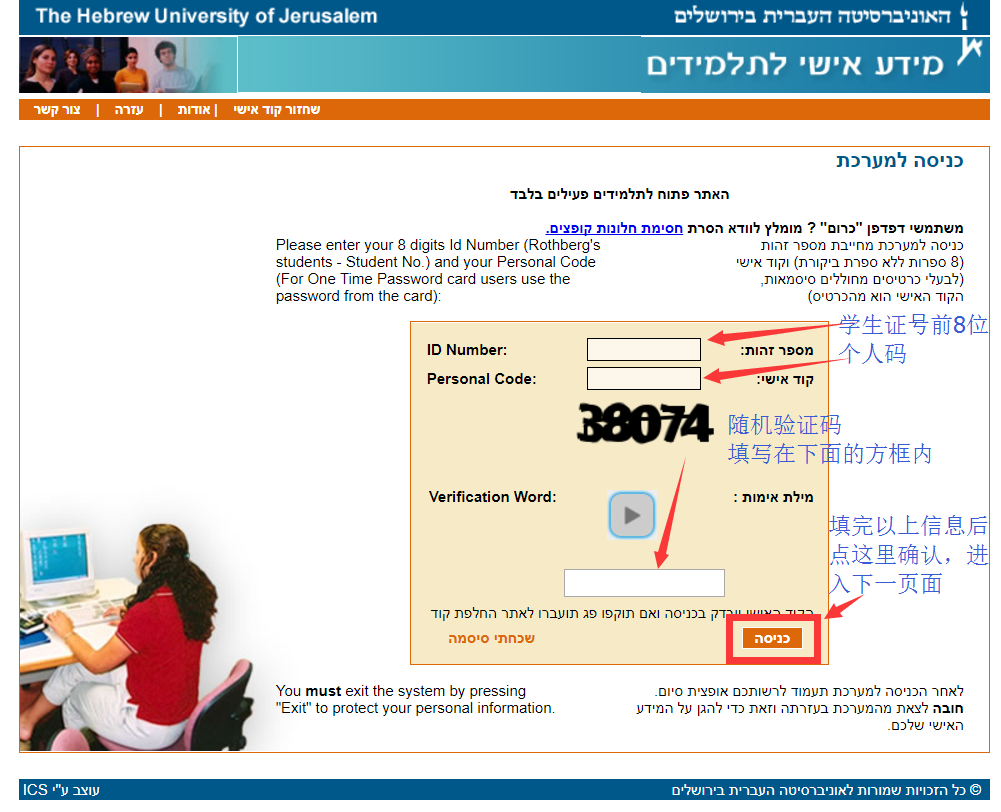 The Hebrew University of Jerusalem
האוניברסיטה העברית בירושלים
מידע אישי לתלמידים
שחזור קוד אישי | אודות | עזרה | צור קשר
כניסה למערכת
האתר פתוח לתלמידים פעילים בלבד
משתמשי דפדפן "כרום" ? מומלץ לוודא הסרת חסימת חלונות קופצים.
כניסה למערכת מחייבת מספר זהות
(8 ספרות ללא ספרת ביקורת) וקוד אישי
(לבעלי כרטיסים מחוללים סיסמאות,
הקוד האישי הוא מהכרטיס)
Please enter your 8 digits Id Number (Rothberg's
students - Student No.) and your Personal Code
(For One Time Password card users use the
password from the card):
ID Number:
מספר זהות:
学生证号前8位
Personal Code:
קוד אישי:
个人码
38074
随机验证码
填写在下面的方框内
Verification Word:
מילת אימות :
填完以上信息后
点这里确认，进
入下一页面
הקוד האישי ייבדק בכניסה ואם תוקפו פג תועברו לאתר החלפת קוד
שכחתי סיסמה
כניסה
You must exit the system by pressing
"Exit" to protect your personal information.
לאחר הכניסה למערכת תעמוד לרשותכם אופצית סיום.
חובה לצאת מהמערכת בעזרתה וזאת כדי להגן על המידע
האישי שלכם.
© כל הזכויות שמורות לאוניברסיטה העברית בירושלים
עוצב ע"י ICS